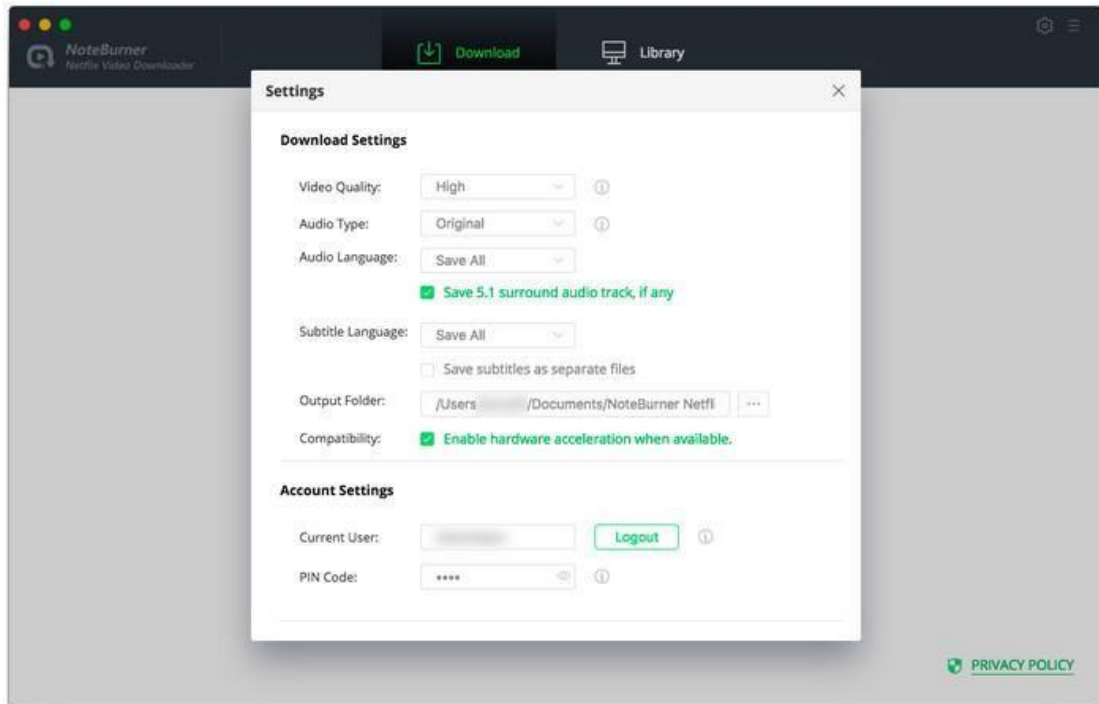 NoteBurner
Netflix Video Downloader
Download
Library
Settings
Download Settings
Video Quality: High
Audio Type: Original
Audio Language: Save All
Save 5.1 surround audio track, if any
Subtitle Language: Save All
Save subtitles as separate files
Output Folder: /Users /Documents/NoteBurner Netfli ...
Compatibility: Enable hardware acceleration when available.
Account Settings
Current User: Logout
PIN Code: ••••
PRIVACY POLICY